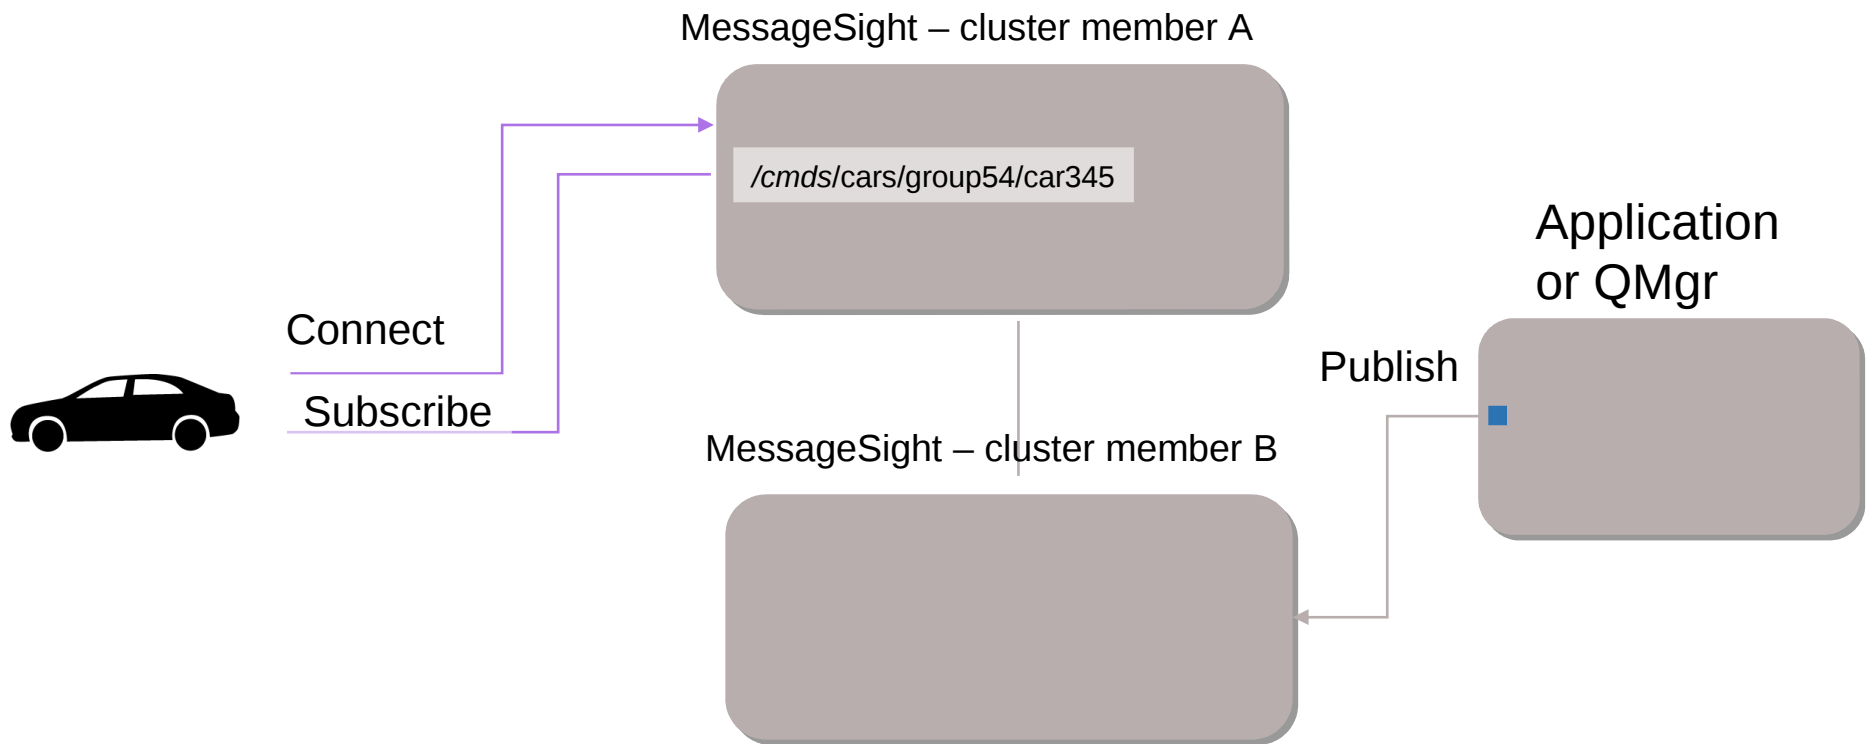 MessageSight – cluster member A
/cmds/cars/group54/car345
Application
or QMgr
Connect
Publish
Subscribe
MessageSight – cluster member B